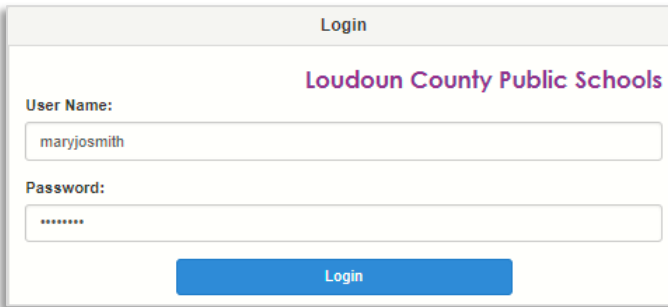 Login
Loudoun County Public Schools
User Name:
maryjosmith
Password:
••••••••
Login